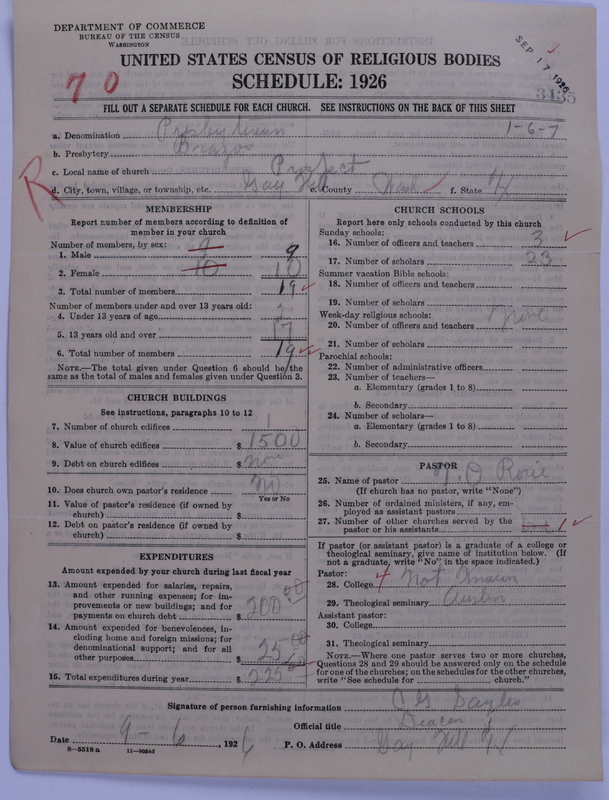 DEPARTMENT OF COMMERCE
BUREAU OF THE CENSUS
WASHINGTON
SEP 17 1926
UNITED STATES CENSUS OF RELIGIOUS BODIES
SCHEDULE: 1926
70
3435
FILL OUT A SEPARATE SCHEDULE FOR EACH CHURCH. SEE INSTRUCTIONS ON THE BACK OF THIS SHEET
1-6-7
a. Denomination Presbyterian
b. Presbytery Brazos
c. Local name of church Prospect
R
d. City, town, village, or township, etc. Gay Hill e. County Wash f. State TX
MEMBERSHIP
Report number of members according to definition of
member in your church
Number of members, by sex: 9
1. Male 9
10
2. Female 10
3. Total number of members 19
Number of members under and over 13 years old:
4. Under 13 years of age 2
5. 13 years old and over 17
6. Total number of members 19
NOTE.—The total given under Question 6 should be the
same as the total of males and females given under Question 3.
CHURCH BUILDINGS
See instructions, paragraphs 10 to 12
7. Number of church edifices 1
8. Value of church edifices $ 1500
9. Debt on church edifices $ None
10. Does church own pastor's residence No
Yes or No
11. Value of pastor's residence (if owned by
church) $
12. Debt on pastor's residence (if owned by
church) $
EXPENDITURES
Amount expended by your church during last fiscal year
13. Amount expended for salaries, repairs,
and other running expenses; for im-
provements or new buildings; and for
payments on church debt $ 200.00
14. Amount expended for benevolences, in-
cluding home and foreign missions; for
denominational support; and for all
other purposes $ 25.00
15. Total expenditures during year $ 225.00
CHURCH SCHOOLS
Report here only schools conducted by this church
Sunday schools:
16. Number of officers and teachers 3
17. Number of scholars 23
Summer vacation Bible schools:
18. Number of officers and teachers
19. Number of scholars
Week-day religious schools:
20. Number of officers and teachers None
21. Number of scholars
Parochial schools:
22. Number of administrative officers
23. Number of teachers—
a. Elementary (grades 1 to 8)
b. Secondary
24. Number of scholars—
a. Elementary (grades 1 to 8)
b. Secondary
PASTOR
25. Name of pastor
(If church has no pastor, write "None")
26. Number of ordained ministers, if any, em-
ployed as assistant pastors
27. Number of other churches served by the
pastor or his assistants 1
If pastor (or assistant pastor) is a graduate of a college or
theological seminary, give name of institution below. (If
not a graduate, write "No" in the space indicated.)
Pastor:
28. College Not Known
29. Theological seminary Austin
Assistant pastor:
30. College
31. Theological seminary
NOTE.—Where one pastor serves two or more churches,
Questions 28 and 29 should be answered only on the schedule
for one of the churches; on the schedules for the other churches,
write "See schedule for church."
Signature of person furnishing information C G Sayles
Official title Deacon
Date 9-6, 1926 P. O. Address Gay Hill TX
8-5518 a